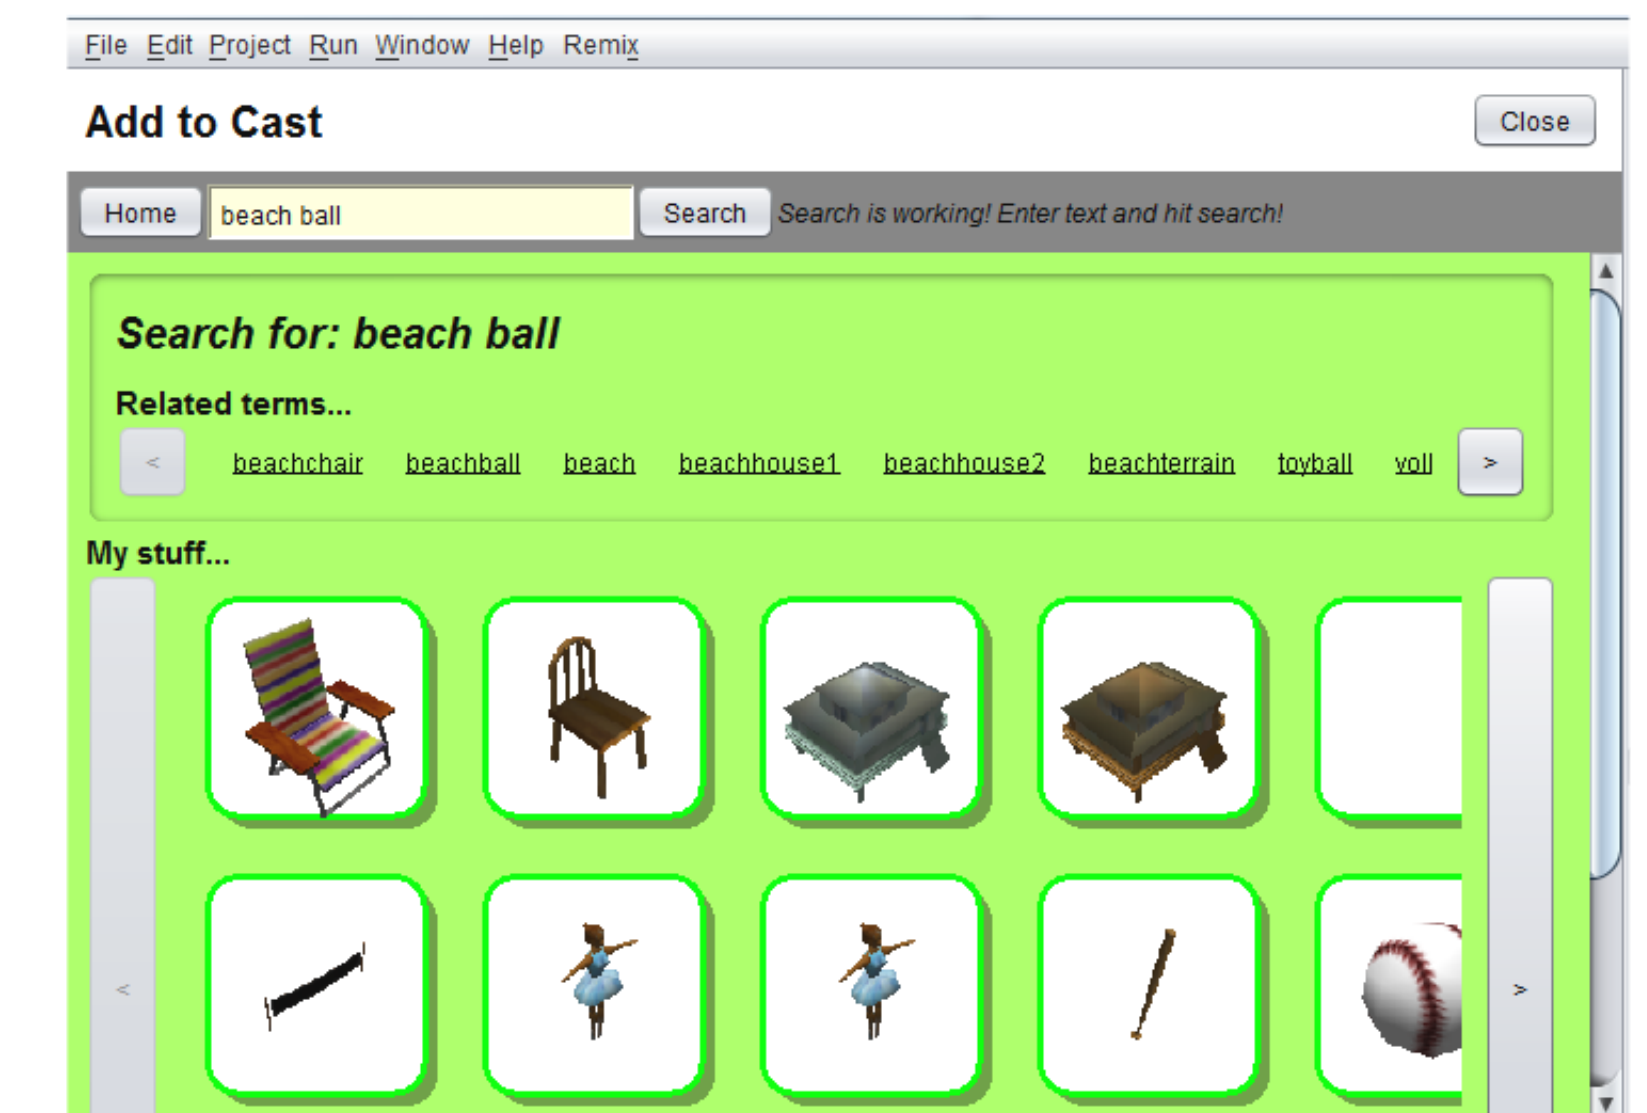 File Edit Project Run Window Help Remix
Add to Cast
Close
Home
beach ball
Search
Search is working! Enter text and hit search!
Search for: beach ball
Related terms...
< beachchair beachball beach beachhouse1 beachhouse2 beachterrain toyball voll >
My stuff...
< >